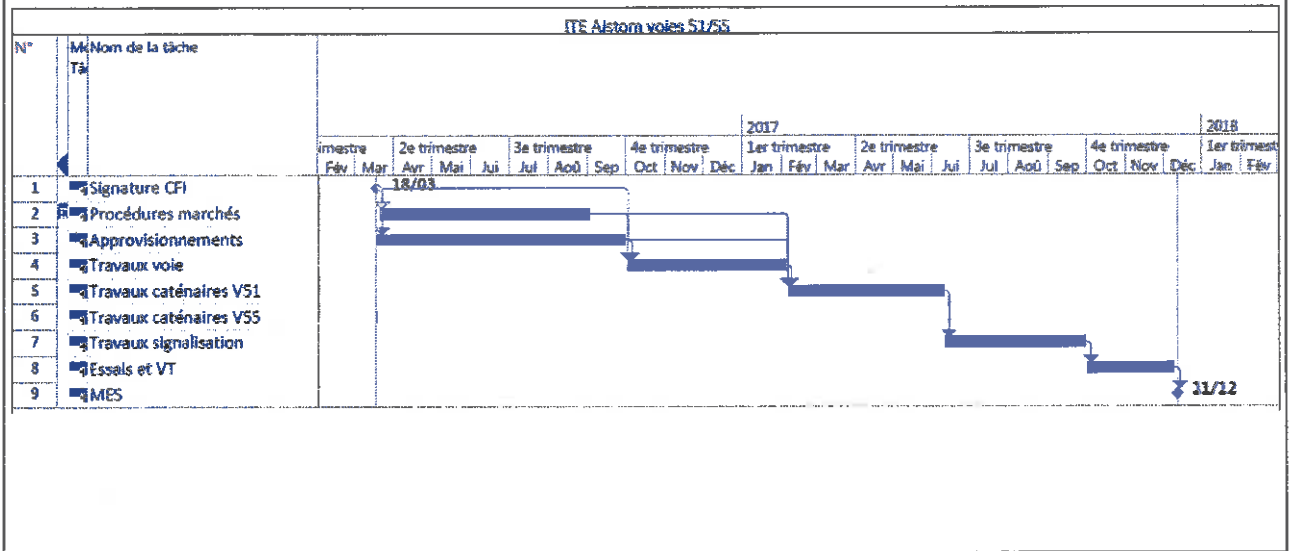 ITE Alstom voies 51/55
N° Mo Nom de la tâche
Tâ
2017 2018
imestre 2e trimestre 3e trimestre 4e trimestre 1er trimestre 2e trimestre 3e trimestre 4e trimestre 1er trimest
Fév Mar Avr Mai Jui Jul Aoû Sep Oct Nov Déc Jan Fév Mar Avr Mai Jui Jul Aoû Sep Oct Nov Déc Jan Fév
1 Signature CFI 18/03
2 Procédures marchés
3 Approvisionnements
4 Travaux voie
5 Travaux caténaires V51
6 Travaux caténaires V55
7 Travaux signalisation
8 Essais et VT
9 MES 11/12